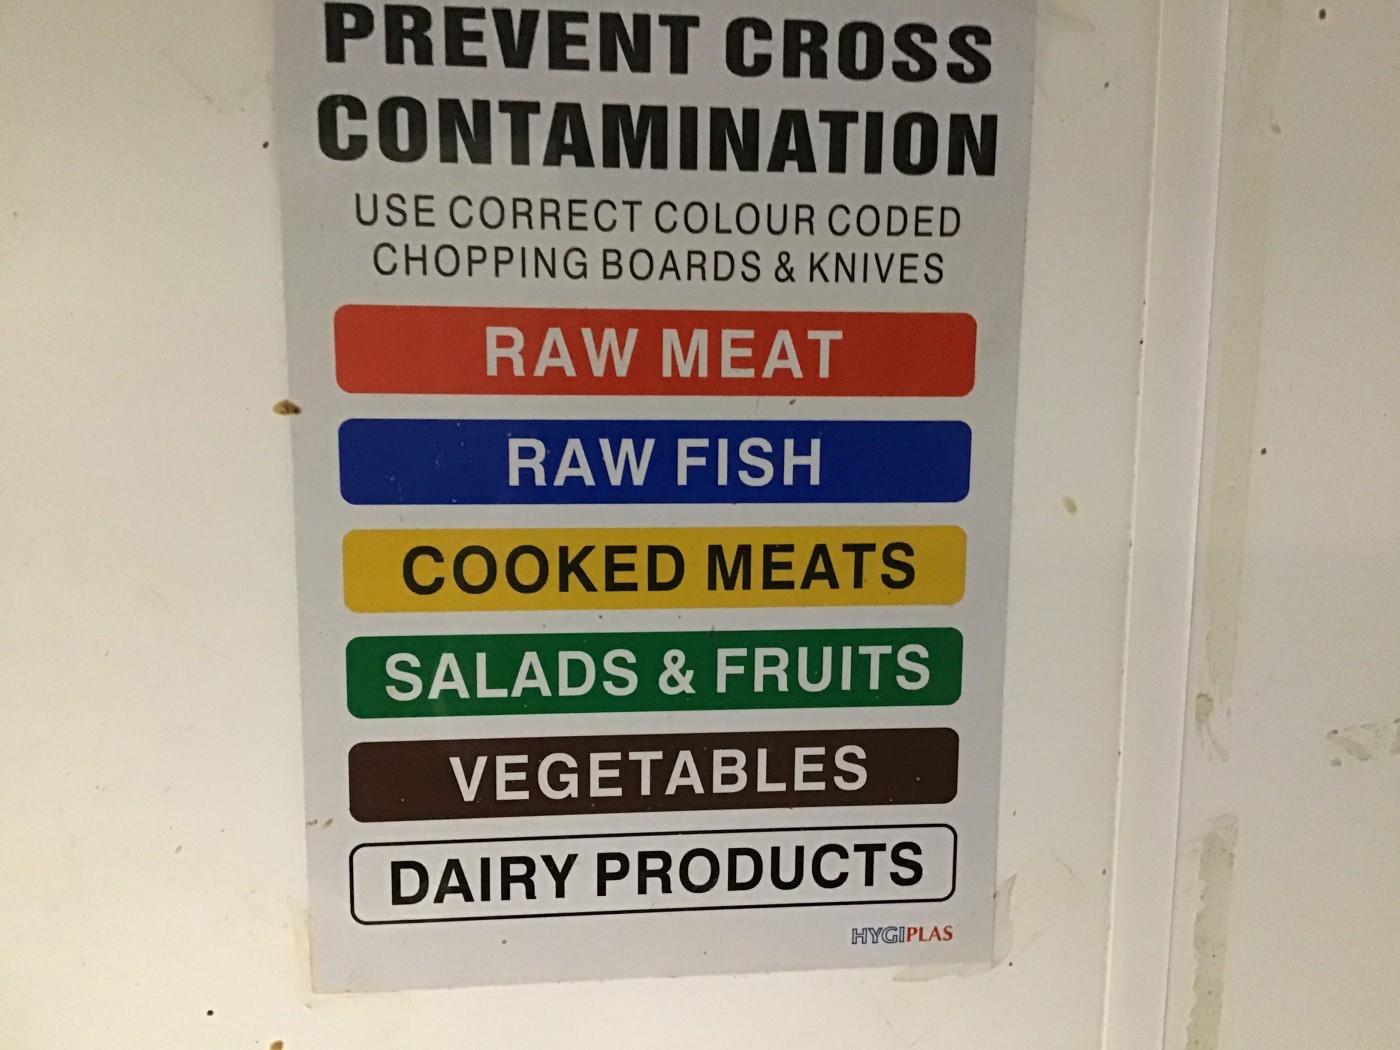 PREVENT CROSS
CONTAMINATION
USE CORRECT COLOUR CODED
CHOPPING BOARDS & KNIVES
RAW MEAT
RAW FISH
COOKED MEATS
SALADS & FRUITS
VEGETABLES
DAIRY PRODUCTS
HYGIPLAS